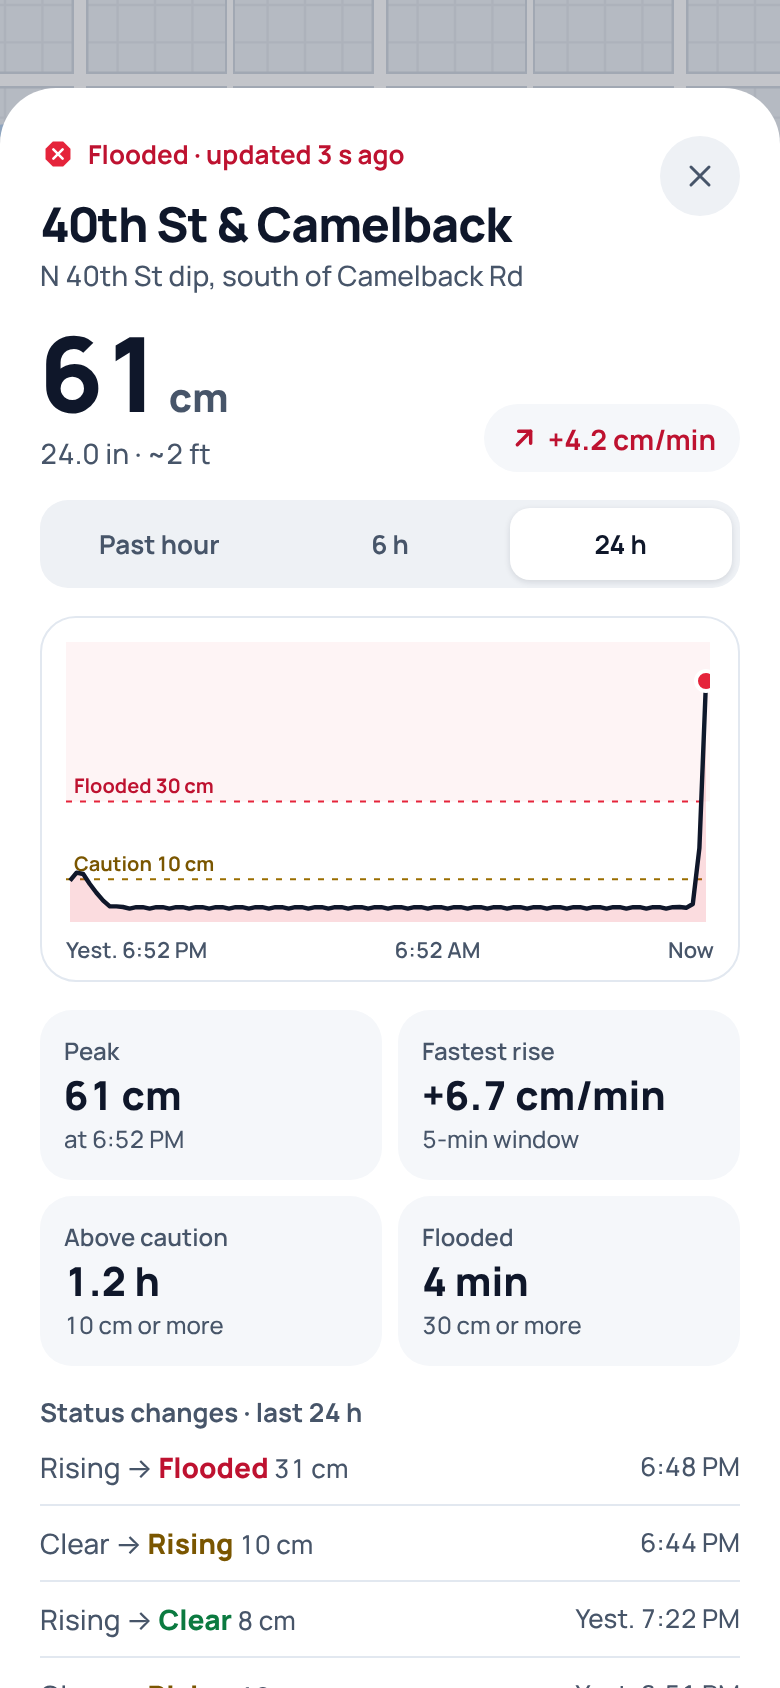 Flooded · updated 3 s ago
40th St & Camelback
N 40th St dip, south of Camelback Rd
61 cm
24.0 in · ~2 ft
+4.2 cm/min
Past hour
6 h
24 h
Flooded 30 cm
Caution 10 cm
Yest. 6:52 PM
6:52 AM
Now
Peak
61 cm
at 6:52 PM
Fastest rise
+6.7 cm/min
5-min window
Above caution
1.2 h
10 cm or more
Flooded
4 min
30 cm or more
Status changes · last 24 h
Rising → Flooded 31 cm
6:48 PM
Clear → Rising 10 cm
6:44 PM
Rising → Clear 8 cm
Yest. 7:22 PM